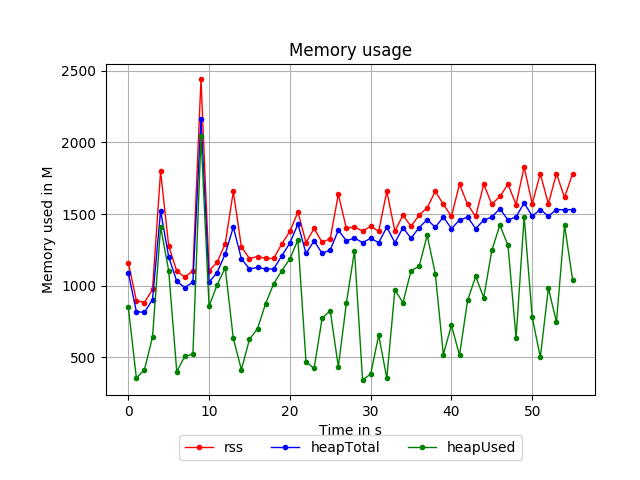 Memory usage
2500
2000
1500
1000
500
Memory used in M
0 10 20 30 40 50
Time in s
rss heapTotal heapUsed